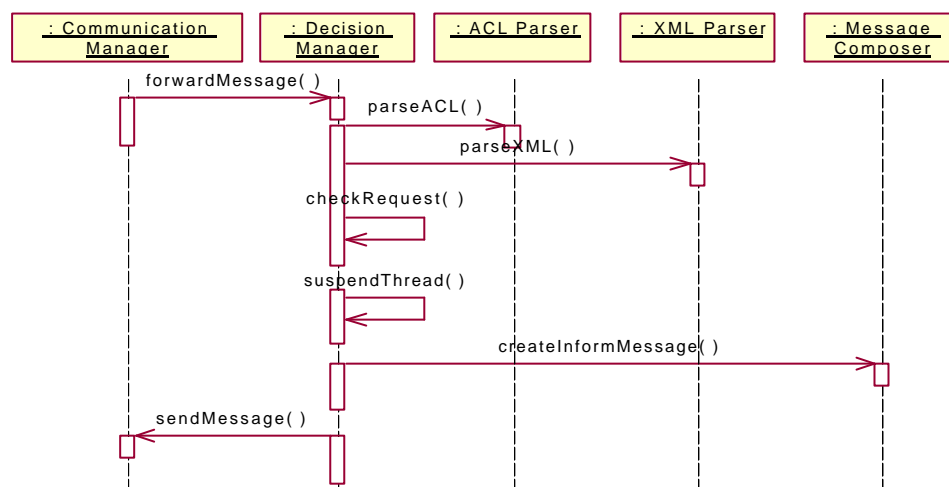 : Communication
Manager
: Decision
Manager
: ACL Parser
: XML Parser
: Message
Composer
forwardMessage( )
parseACL( )
parseXML( )
checkRequest( )
suspendThread( )
createInformMessage( )
sendMessage( )